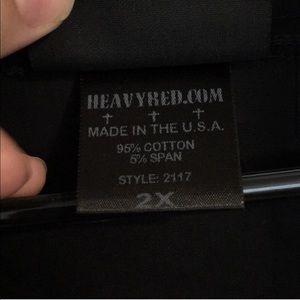 HEAVYRED.COM
MADE IN THE U.S.A.
95% COTTON
5% SPAN
STYLE: 2117
2X